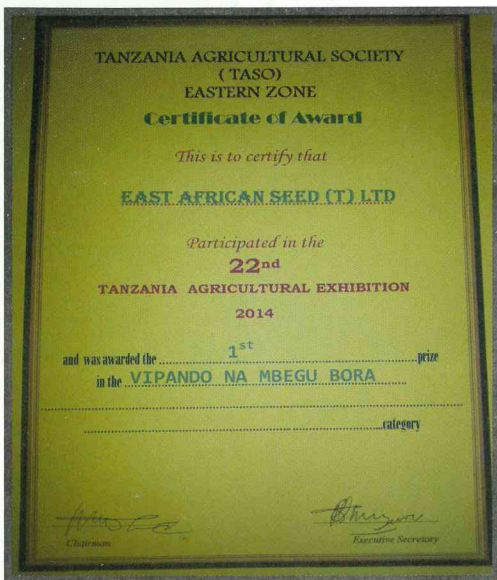 TANZANIA AGRICULTURAL SOCIETY
( TASO)
EASTERN ZONE
Certificate of Award
This is to certify that
EAST AFRICAN SEED (T) LTD
Participated in the
22nd
TANZANIA AGRICULTURAL EXHIBITION
2014
and was awarded the 1st prize
in the VIPANDO NA MBEGU BORA
category
Chairman
Executive Secretary